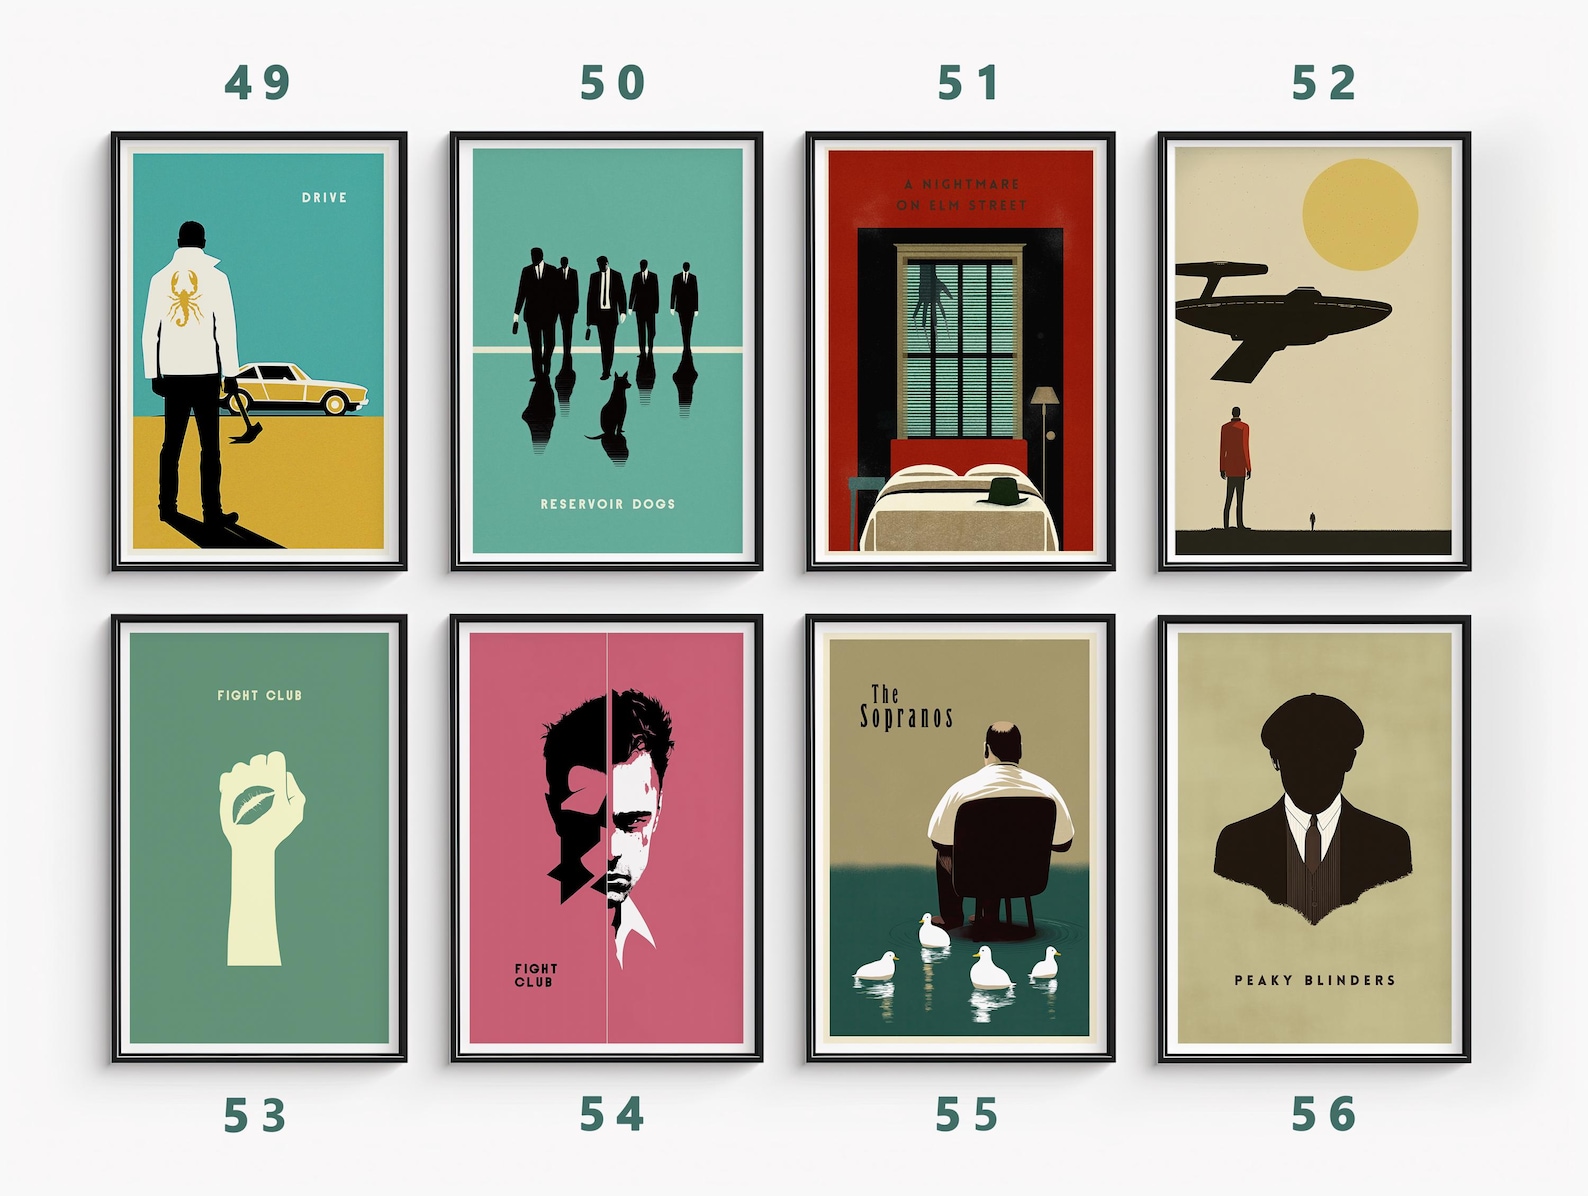 49
50
51
52
DRIVE
RESERVOIR DOGS
A NIGHTMARE
ON ELM STREET
FIGHT CLUB
FIGHT
CLUB
The
Sopranos
PEAKY BLINDERS
53
54
55
56